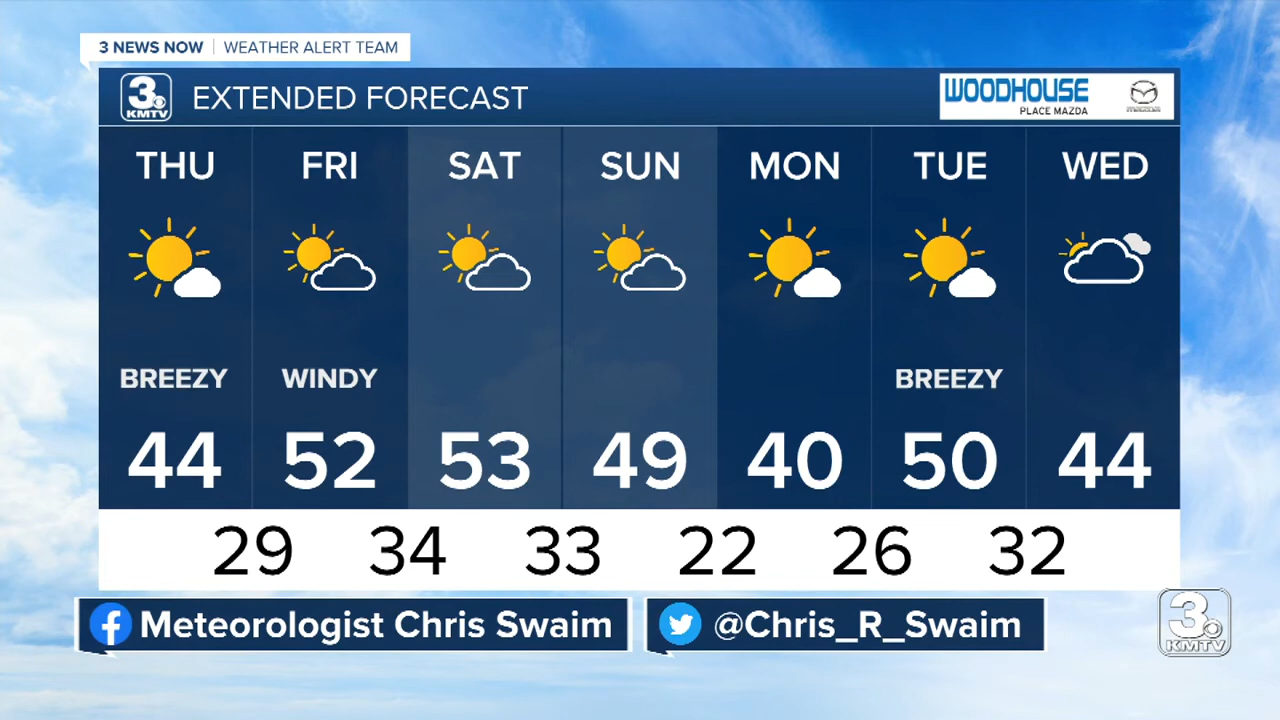 3 NEWS NOW | WEATHER ALERT TEAM
3 KMTV EXTENDED FORECAST
WOODHOUSE
PLACE MAZDA
mazda
THU FRI SAT SUN MON TUE WED
BREEZY WINDY BREEZY
44 52 53 49 40 50 44
29 34 33 22 26 32
Meteorologist Chris Swaim @Chris_R_Swaim
3
KMTV